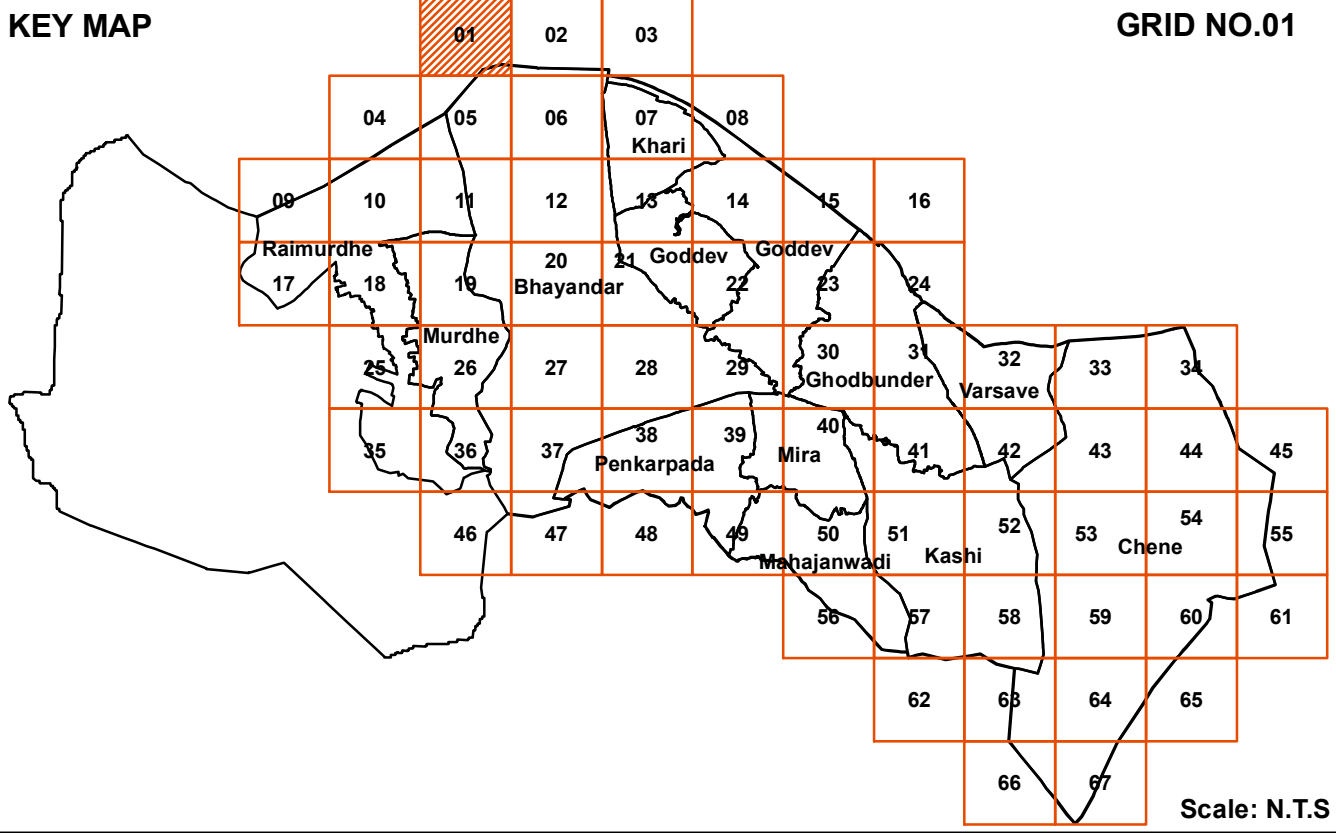 KEY MAP
GRID NO.01
01 02 03
04 05 06 07 08
Khari
09 10 11 12 13 14 15 16
Raimurdhe Goddev Goddev
17 18 19 20 21 22 23 24
Bhayandar
Murdhe
25 26 27 28 29 30 31 32 33 34
Ghodbunder Varsave
35 36 37 38 39 40 41 42 43 44 45
Penkarpada Mira
46 47 48 49 50 51 52 53 54 55
Mahajanwadi Kashi Chene
56 57 58 59 60 61
62 63 64 65
66 67
Scale: N.T.S